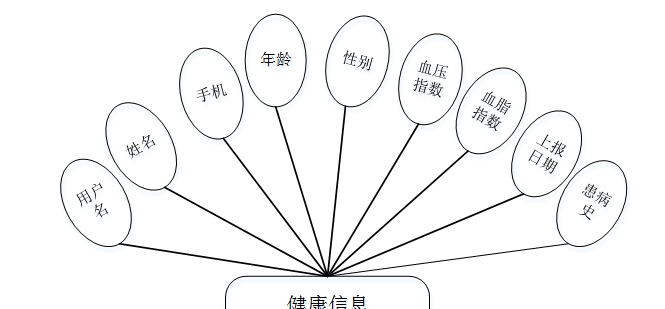 用户
名
姓名
手机
年龄
性别
血压
指数
血脂
指数
上报
日期
患病
史
健康信息